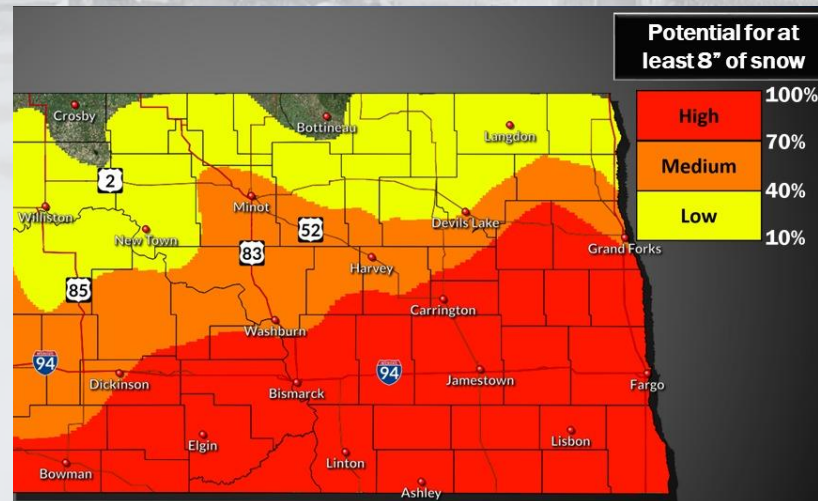 Potential for at
least 8” of snow
100%
High
70%
Medium
40%
Low
10%
Crosby
Bottineau
Langdon
2
Minot
Williston
52
Devils Lake
New Town
83
Grand Forks
Harvey
85
Carrington
Washburn
94
94
Dickinson
Bismarck
Jamestown
Fargo
Elgin
Lisbon
Linton
Bowman
Ashley